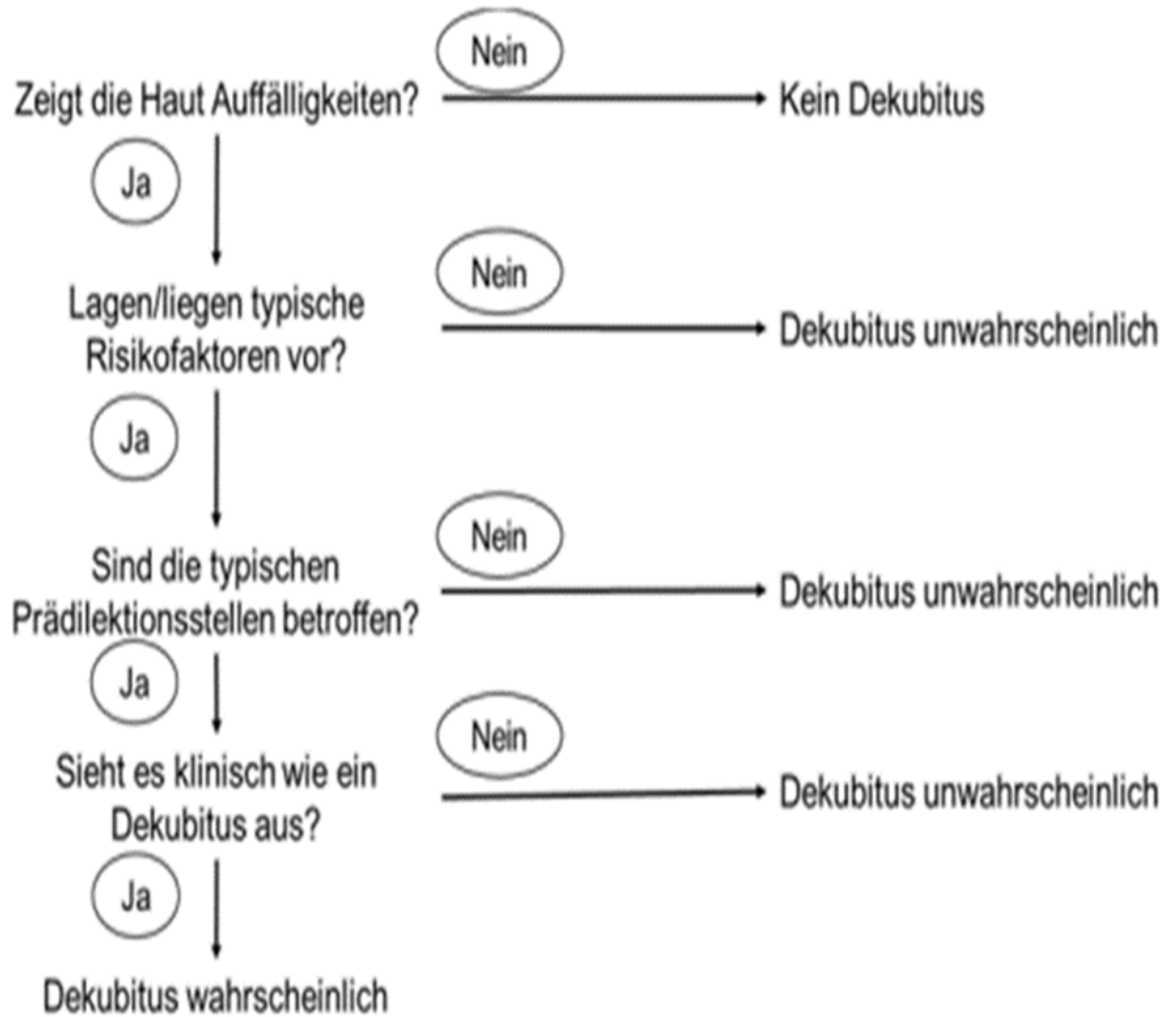 Nein
Zeigt die Haut Auffälligkeiten?
Kein Dekubitus
Ja
Nein
Lagen/liegen typische
Risikofaktoren vor?
Dekubitus unwahrscheinlich
Ja
Nein
Sind die typischen
Prädilektionsstellen betroffen?
Dekubitus unwahrscheinlich
Ja
Nein
Sieht es klinisch wie ein
Dekubitus aus?
Dekubitus unwahrscheinlich
Ja
Dekubitus wahrscheinlich